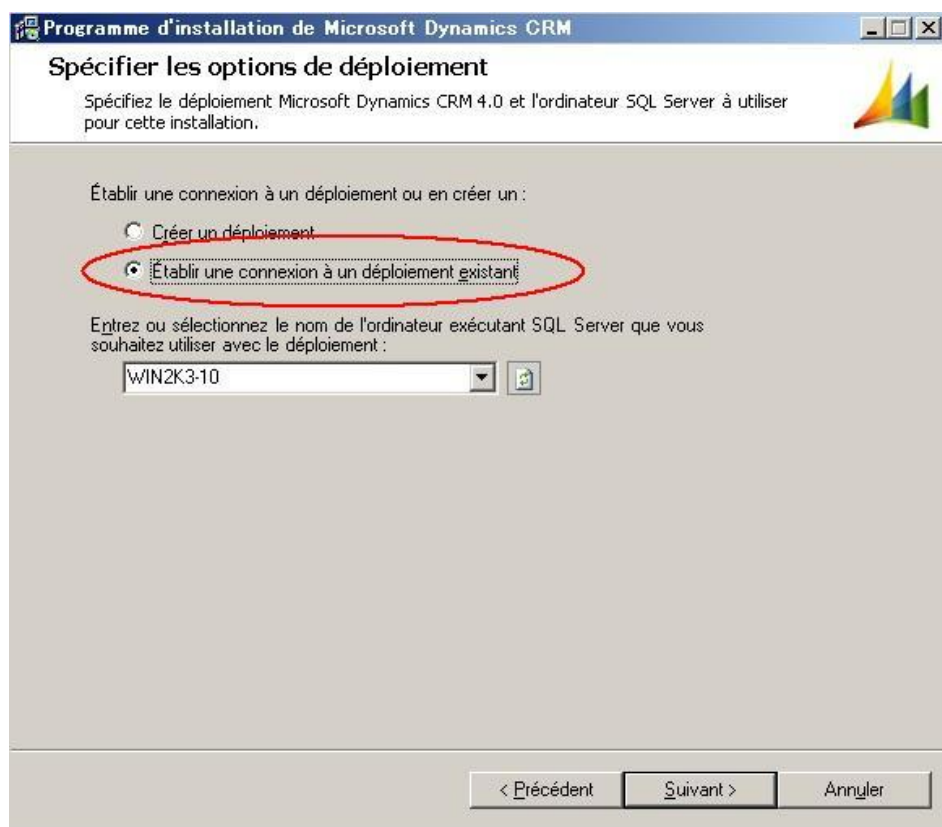 Programme d'installation de Microsoft Dynamics CRM
Spécifier les options de déploiement
Spécifiez le déploiement Microsoft Dynamics CRM 4.0 et l'ordinateur SQL Server à utiliser
pour cette installation.
Établir une connexion à un déploiement ou en créer un :
Créer un déploiement
Établir une connexion à un déploiement existant
Entrez ou sélectionnez le nom de l'ordinateur exécutant SQL Server que vous
souhaitez utiliser avec le déploiement :
WIN2K3-10
< Précédent
Suivant >
Annuler